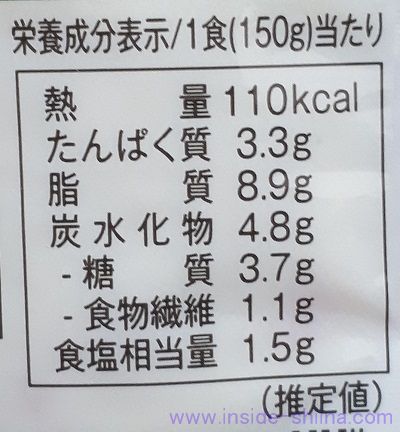 栄養成分表示/1食(150g)当たり
熱量 110kcal
たんぱく質 3.3g
脂質 8.9g
炭水化物 4.8g
-糖質 3.7g
-食物繊維 1.1g
食塩相当量 1.5g
(推定値)
www.inside-shiina.com